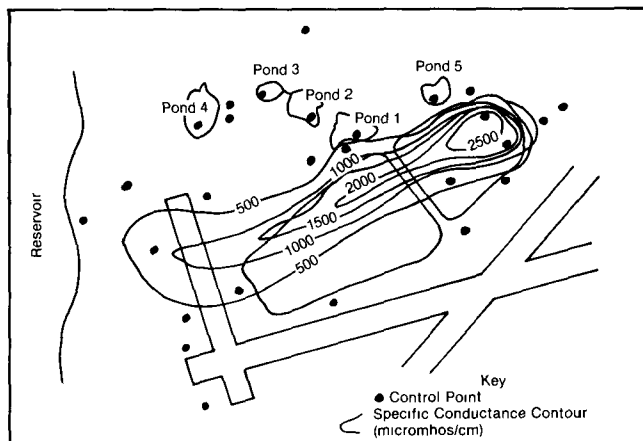 Pond 3
Pond 5
Pond 4
Pond 2
Pond 1
2500
1000
2000
500
1500
1000
500
Reservoir
Key
Control Point
Specific Conductance Contour
(micromhos/cm)